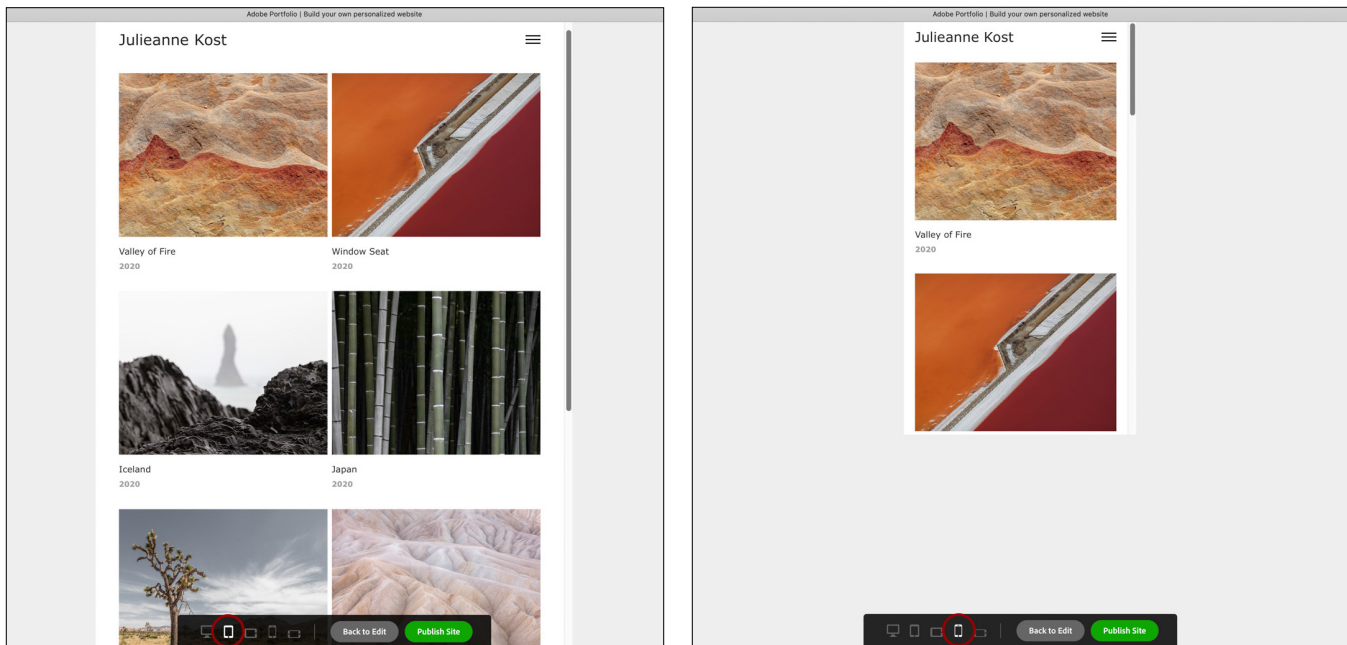 Adobe Portfolio | Build your own personalized website
Julieanne Kost
Valley of Fire
2020
Window Seat
2020
Iceland
2020
Japan
2020
Back to Edit
Publish Site
Adobe Portfolio | Build your own personalized website
Julieanne Kost
Valley of Fire
2020
Back to Edit
Publish Site